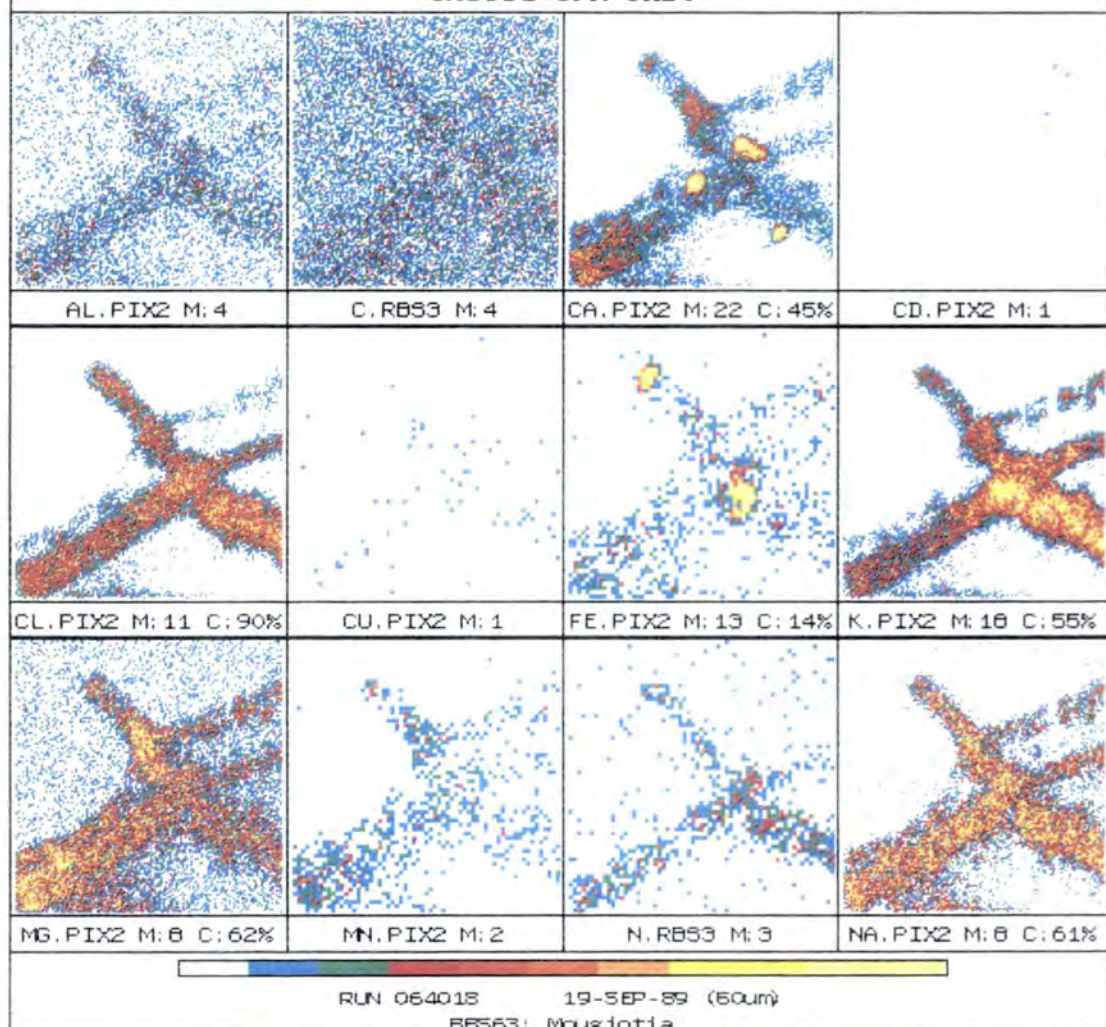 AL.PIX2 M:4
C.RBS3 M:4
CA.PIX2 M:22 C:45%
CD.PIX2 M:1
CL.PIX2 M:11 C:90%
CU.PIX2 M:1
FE.PIX2 M:13 C:14%
K.PIX2 M:18 C:55%
MG.PIX2 M:8 C:62%
MN.PIX2 M:2
N.RBS3 M:3
NA.PIX2 M:8 C:61%
RUN 064018 19-SEP-89 (60um)